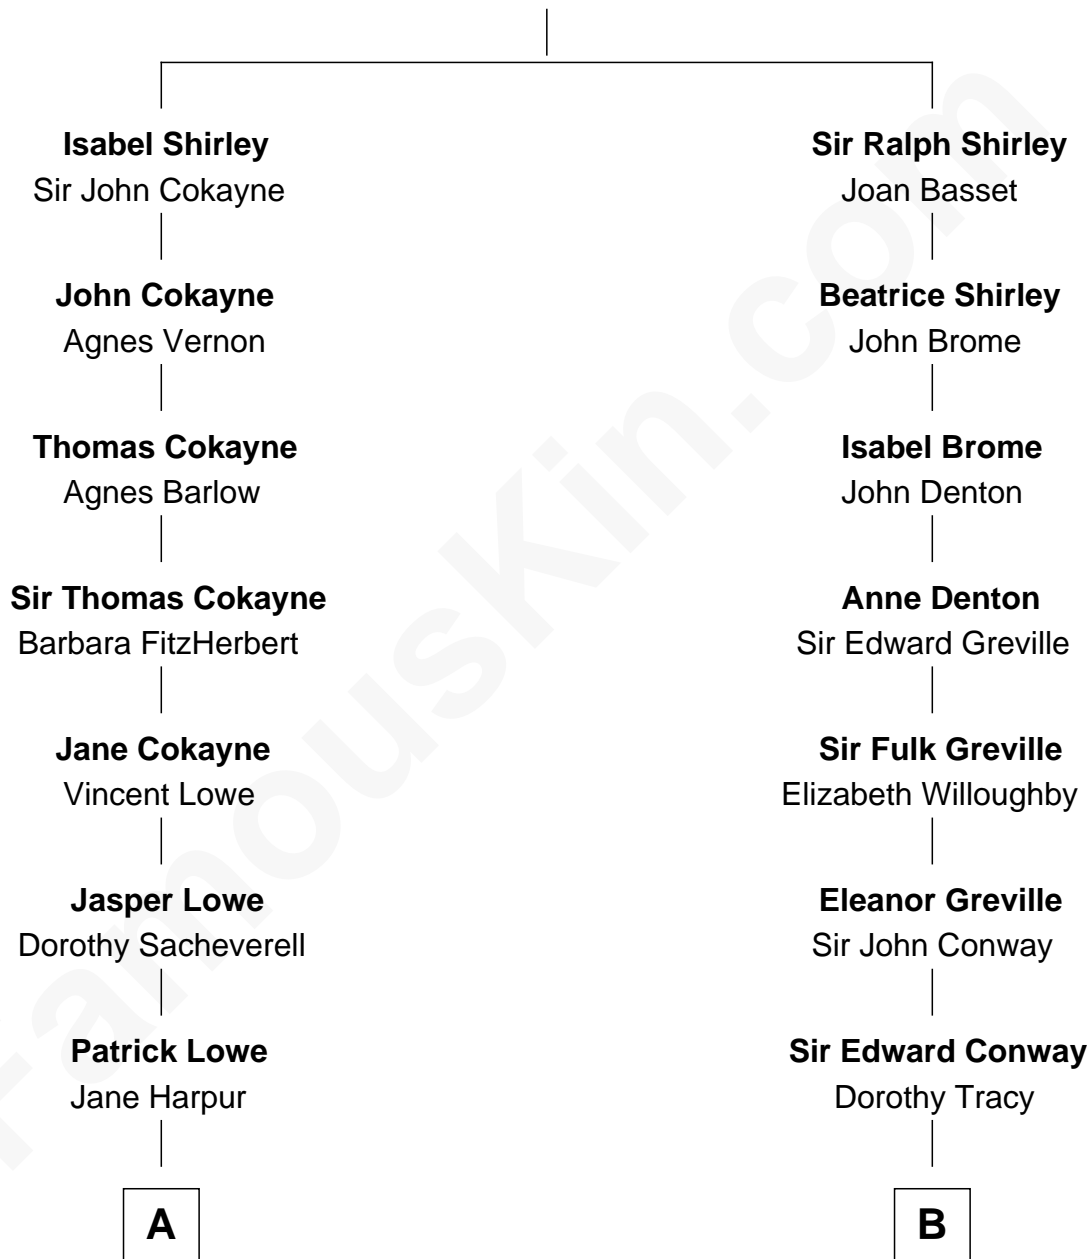 Isabel Shirley
Sir John Cokayne
John Cokayne
Agnes Vernon
Thomas Cokayne
Agnes Barlow
Sir Thomas Cokayne
Barbara FitzHerbert
Jane Cokayne
Vincent Lowe
Jasper Lowe
Dorothy Sacheverell
Patrick Lowe
Jane Harpur
A
Sir Ralph Shirley
Joan Basset
Beatrice Shirley
John Brome
Isabel Brome
John Denton
Anne Denton
Sir Edward Greville
Sir Fulk Greville
Elizabeth Willoughby
Eleanor Greville
Sir John Conway
Sir Edward Conway
Dorothy Tracy
B
FamousKin.com